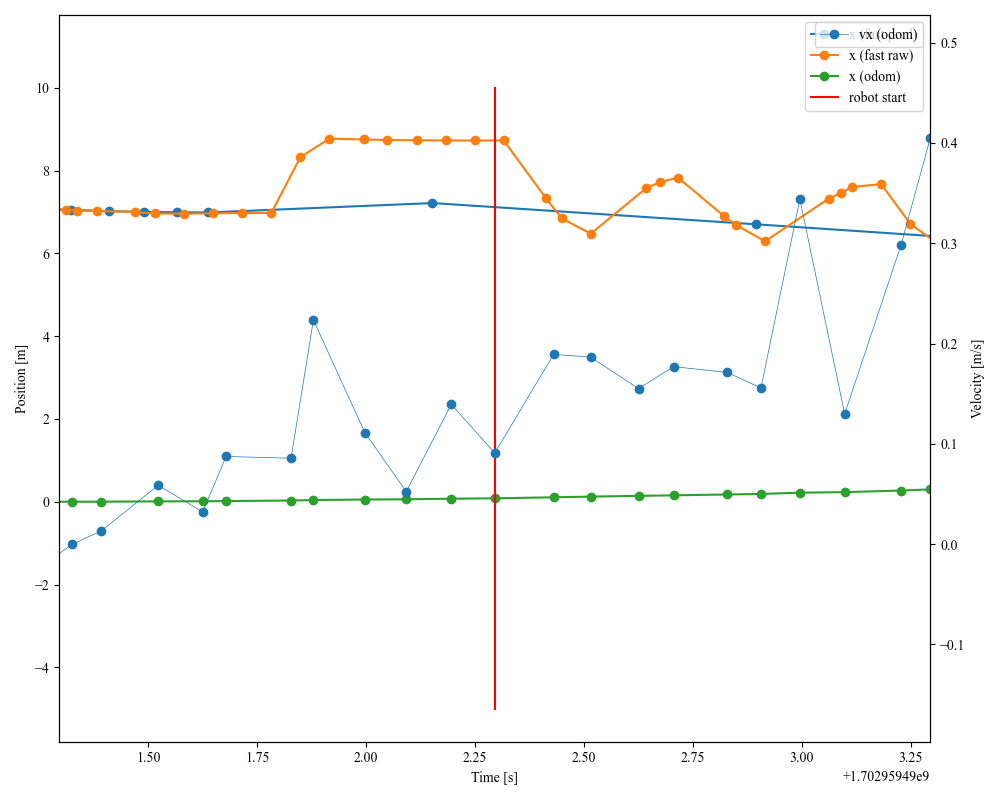 vx (odom)
x (fast raw)
x (odom)
robot start
10
8
6
4
2
0
−2
−4
0.5
0.4
0.3
0.2
0.1
0.0
−0.1
Position [m]
Velocity [m/s]
1.50
1.75
2.00
2.25
2.50
2.75
3.00
3.25
Time [s]
+1.70295949e9